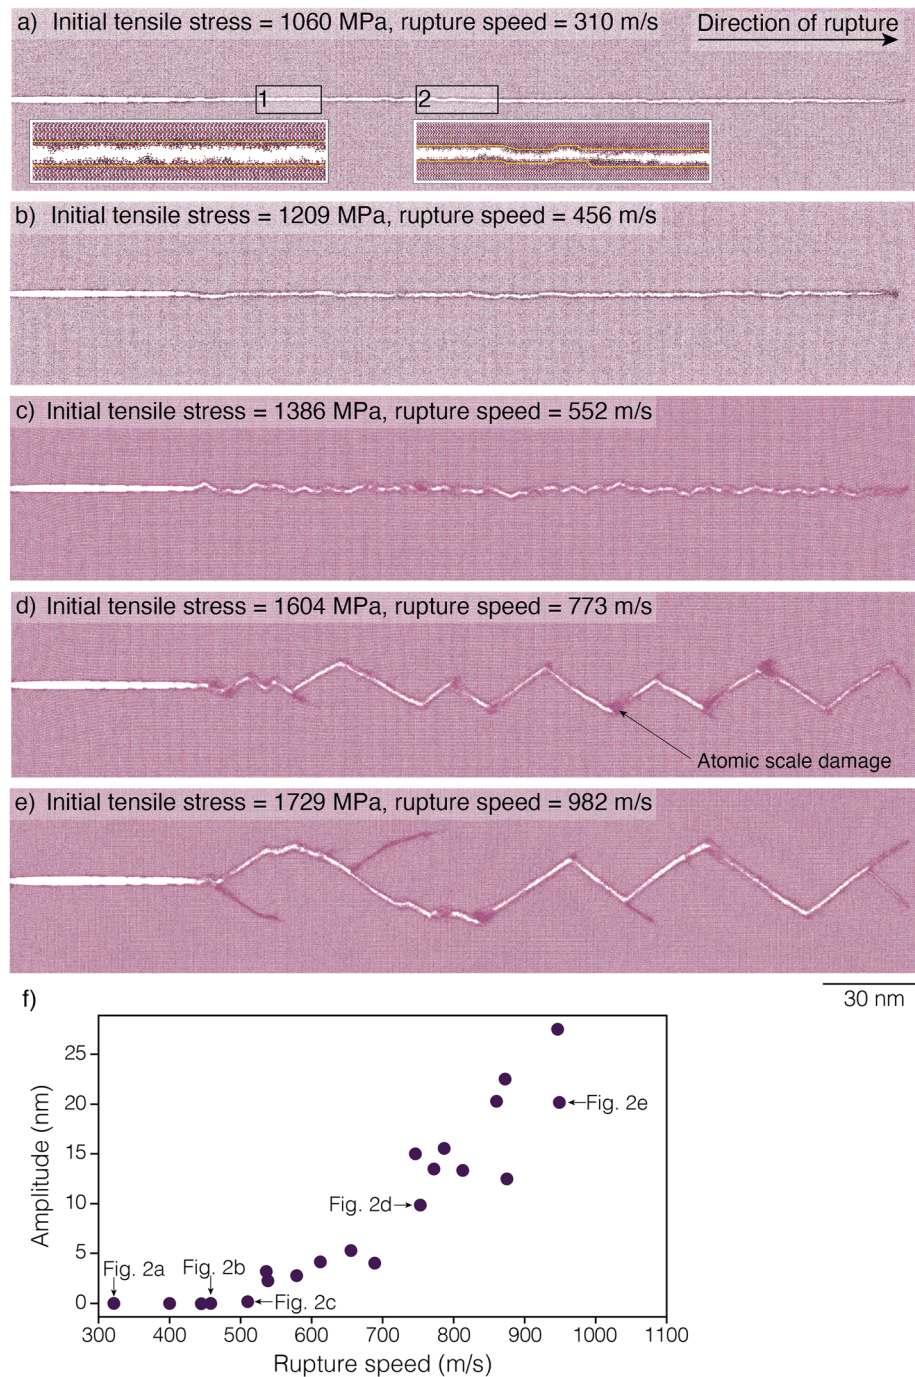 a) Initial tensile stress = 1060 MPa, rupture speed = 310 m/s
Direction of rupture
1
2
b) Initial tensile stress = 1209 MPa, rupture speed = 456 m/s
c) Initial tensile stress = 1386 MPa, rupture speed = 552 m/s
d) Initial tensile stress = 1604 MPa, rupture speed = 773 m/s
Atomic scale damage
e) Initial tensile stress = 1729 MPa, rupture speed = 982 m/s
30 nm
f)
25
20
15
10
5
0
Amplitude (nm)
Fig. 2e
Fig. 2d
Fig. 2a
Fig. 2b
Fig. 2c
300 400 500 600 700 800 900 1000 1100
Rupture speed (m/s)